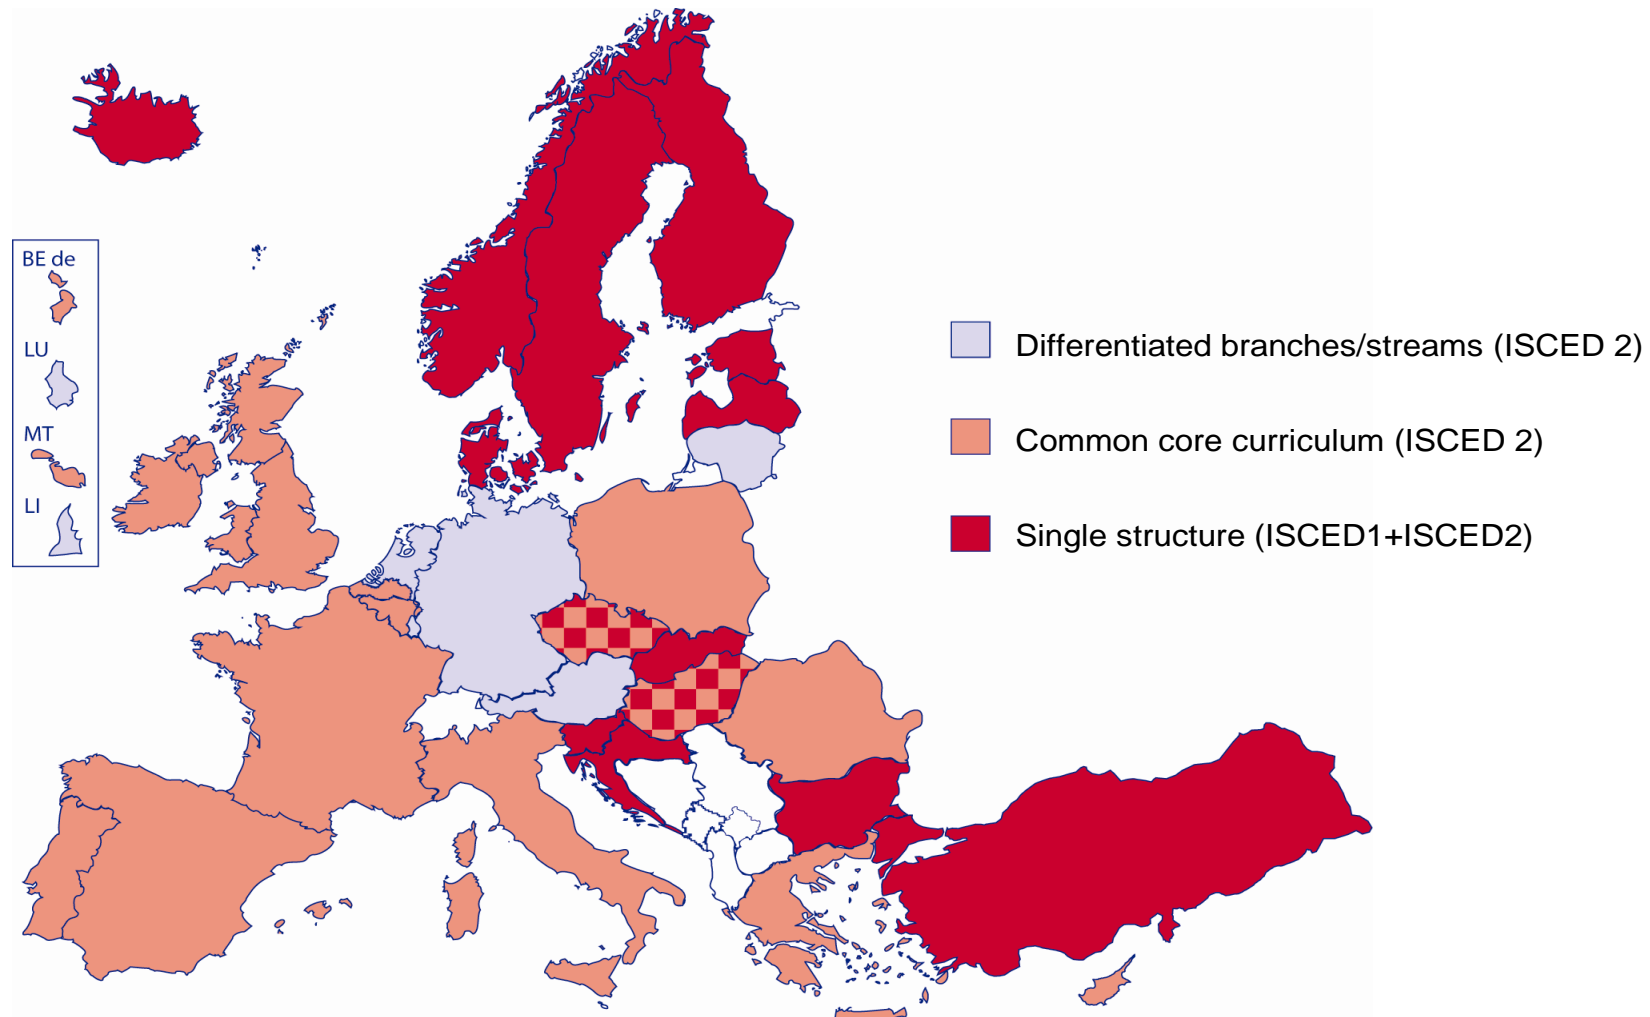 BE de
LU
MT
LI
Differentiated branches/streams (ISCED 2)
Common core curriculum (ISCED 2)
Single structure (ISCED1+ISCED2)